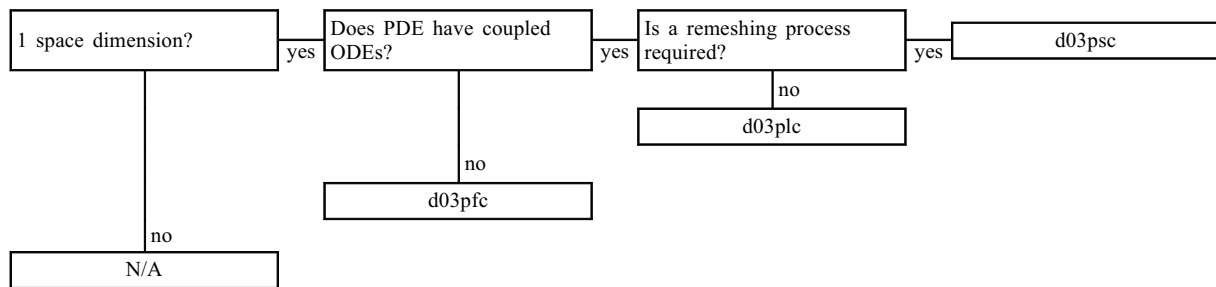 1 space dimension?
yes
Does PDE have coupled
ODEs?
yes
Is a remeshing process
required?
yes
d03psc
no
d03plc
no
d03pfc
no
N/A